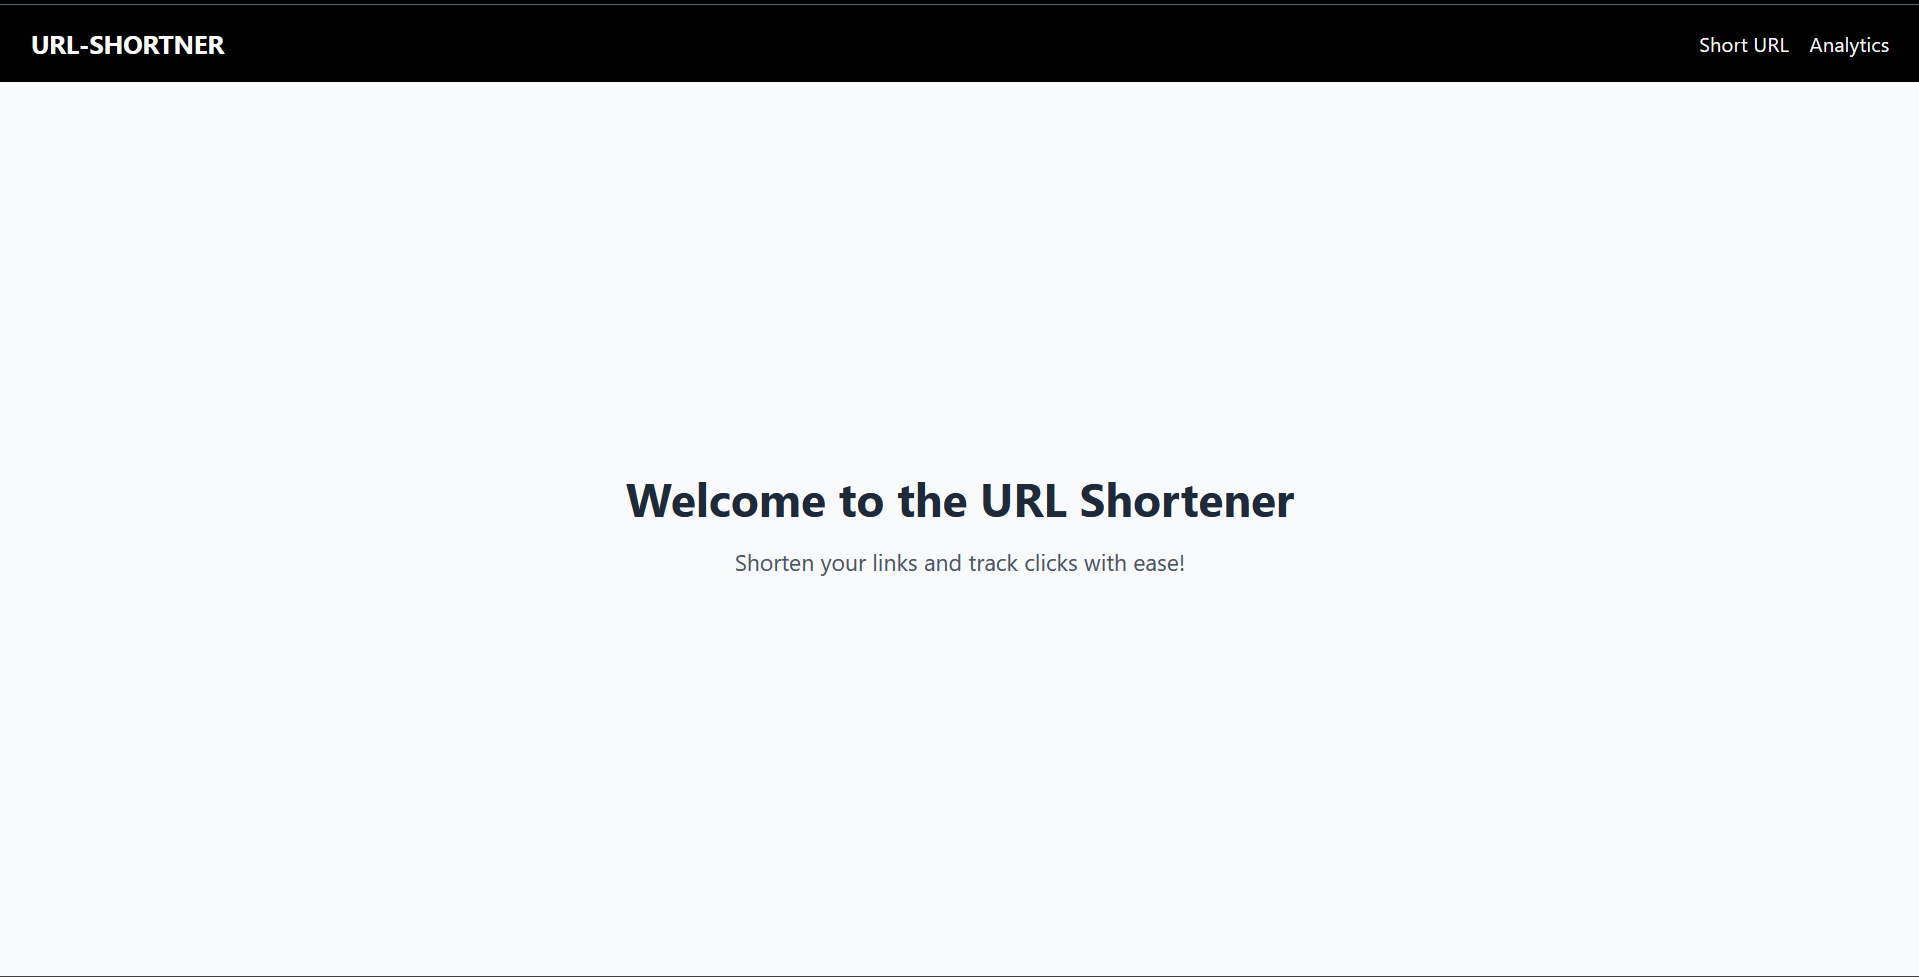 URL-SHORTNER
Short URL Analytics
Welcome to the URL Shortener
Shorten your links and track clicks with ease!